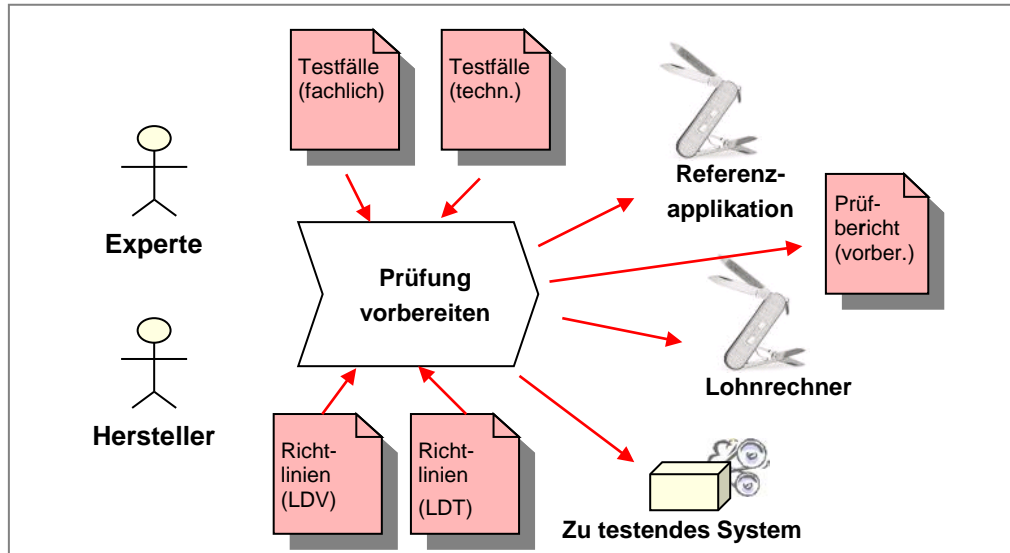 Testfälle
(fachlich)
Testfälle
(techn.)
Referenz-
applikation
Prüf-
bericht
(vorber.)
Experte
Prüfung
vorbereiten
Lohnrechner
Hersteller
Richt-
linien
(LDV)
Richt-
linien
(LDT)
Zu testendes System